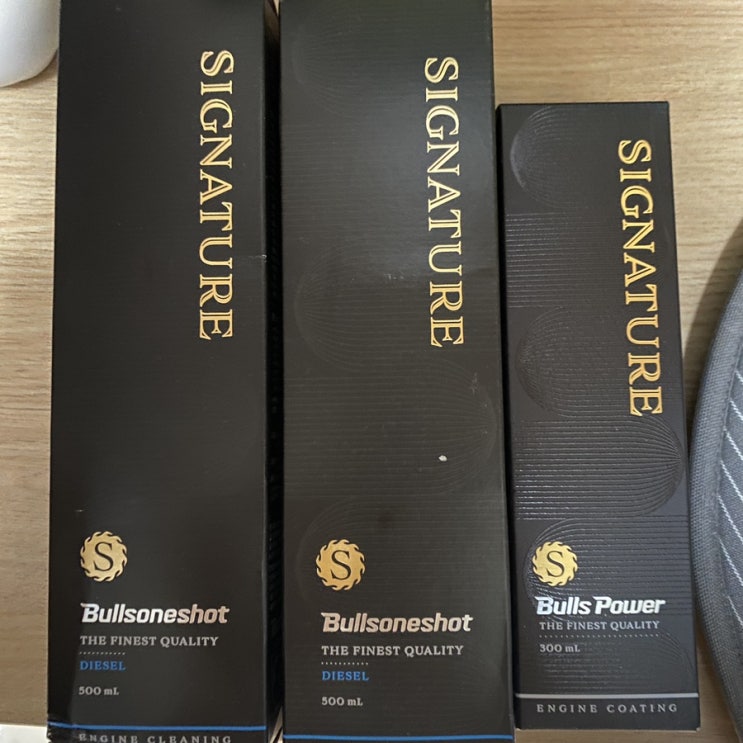 SIGNATURE
S
Bullsoneshot
THE FINEST QUALITY
DIESEL
500 mL
ENGINE CLEANING
SIGNATURE
S
Bullsoneshot
THE FINEST QUALITY
DIESEL
500 mL
SIGNATURE
S
Bulls Power
THE FINEST QUALITY
300 mL
ENGINE COATING